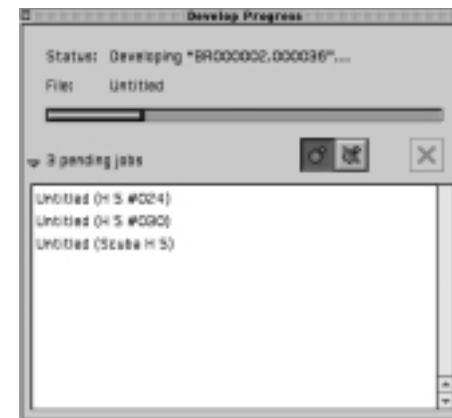 Develop Progress
Status: Developing "BR000002,000036"...
File: Untitled
3 pending jobs
Untitled (H S #024)
Untitled (H S #030)
Untitled (Scuba H S)